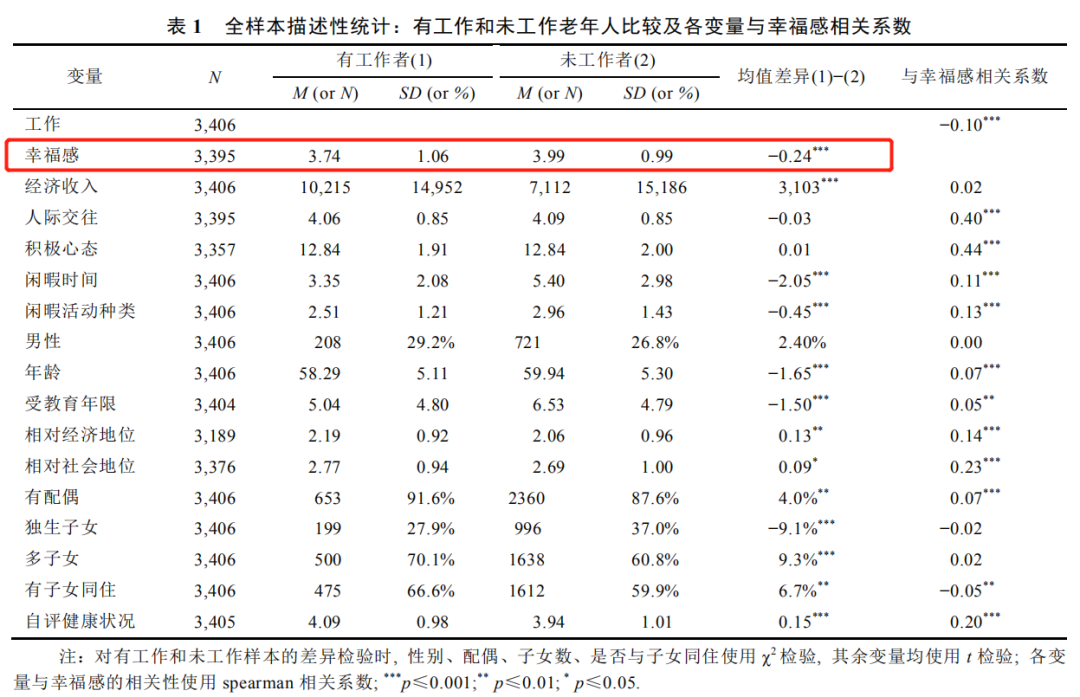 表 1 全样本描述性统计：有工作和未工作老年人比较及各变量与幸福感相关系数
变量 N 有工作者(1) 未工作者(2) 均值差异(1)−(2) 与幸福感相关系数
M (or N) SD (or %) M (or N) SD (or %)
工作 3,406 −0.10***
幸福感 3,395 3.74 1.06 3.99 0.99 −0.24***
经济收入 3,406 10,215 14,952 7,112 15,186 3,103*** 0.02
人际交往 3,395 4.06 0.85 4.09 0.85 −0.03 0.40***
积极心态 3,357 12.84 1.91 12.84 2.00 0.01 0.44***
闲暇时间 3,406 3.35 2.08 5.40 2.98 −2.05*** 0.11***
闲暇活动种类 3,406 2.51 1.21 2.96 1.43 −0.45*** 0.13***
男性 3,406 208 29.2% 721 26.8% 2.40% 0.00
年龄 3,406 58.29 5.11 59.94 5.30 −1.65*** 0.07***
受教育年限 3,404 5.04 4.80 6.53 4.79 −1.50*** 0.05**
相对经济地位 3,189 2.19 0.92 2.06 0.96 0.13** 0.14***
相对社会地位 3,376 2.77 0.94 2.69 1.00 0.09* 0.23***
有配偶 3,406 653 91.6% 2360 87.6% 4.0%** 0.07***
独生子女 3,406 199 27.9% 996 37.0% −9.1%*** −0.02
多子女 3,406 500 70.1% 1638 60.8% 9.3%*** 0.02
有子女同住 3,406 475 66.6% 1612 59.9% 6.7%** −0.05**
自评健康状况 3,405 4.09 0.98 3.94 1.01 0.15*** 0.20***
注：对有工作和未工作样本的差异检验时, 性别、配偶、子女数、是否与子女同住使用 χ²检验, 其余变量均使用 t 检验; 各变
量与幸福感的相关性使用 spearman 相关系数; ***p≤0.001;** p≤0.01;* p≤0.05.